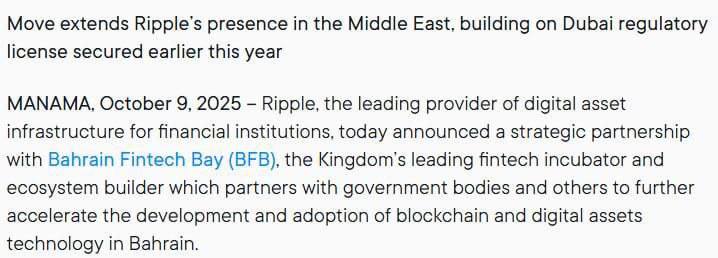 Move extends Ripple’s presence in the Middle East, building on Dubai regulatory
license secured earlier this year
MANAMA, October 9, 2025 – Ripple, the leading provider of digital asset
infrastructure for financial institutions, today announced a strategic partnership
with Bahrain Fintech Bay (BFB), the Kingdom’s leading fintech incubator and
ecosystem builder which partners with government bodies and others to further
accelerate the development and adoption of blockchain and digital assets
technology in Bahrain.